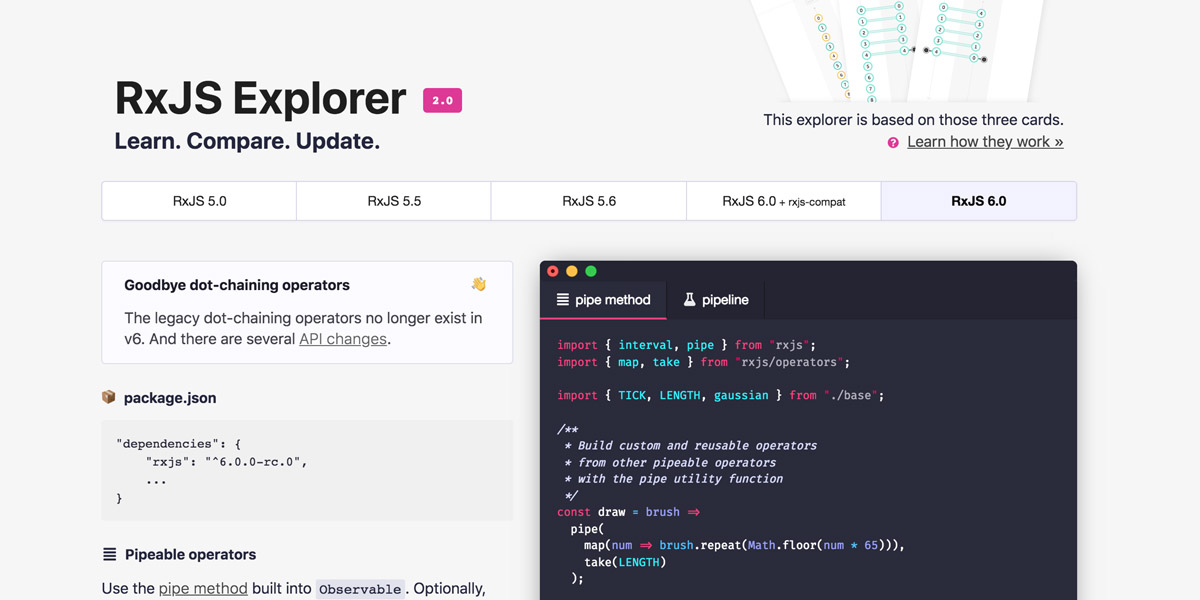 RxJS Explorer 2.0
Learn. Compare. Update.
This explorer is based on those three cards.
? Learn how they work »
RxJS 5.0
RxJS 5.5
RxJS 5.6
RxJS 6.0 + rxjs-compat
RxJS 6.0
Goodbye dot-chaining operators 👋
The legacy dot-chaining operators no longer exist in
v6. And there are several API changes.
📦 package.json
"dependencies": {
"rxjs": "^6.0.0-rc.0",
...
}
Pipeable operators
Use the pipe method built into Observable. Optionally,
pipe method
pipeline
import { interval, pipe } from "rxjs";
import { map, take } from "rxjs/operators";
import { TICK, LENGTH, gaussian } from "./base";
/**
* Build custom and reusable operators
* from other pipeable operators
* with the pipe utility function
*/
const draw = brush =>
pipe(
map(num => brush.repeat(Math.floor(num * 65))),
take(LENGTH)
);